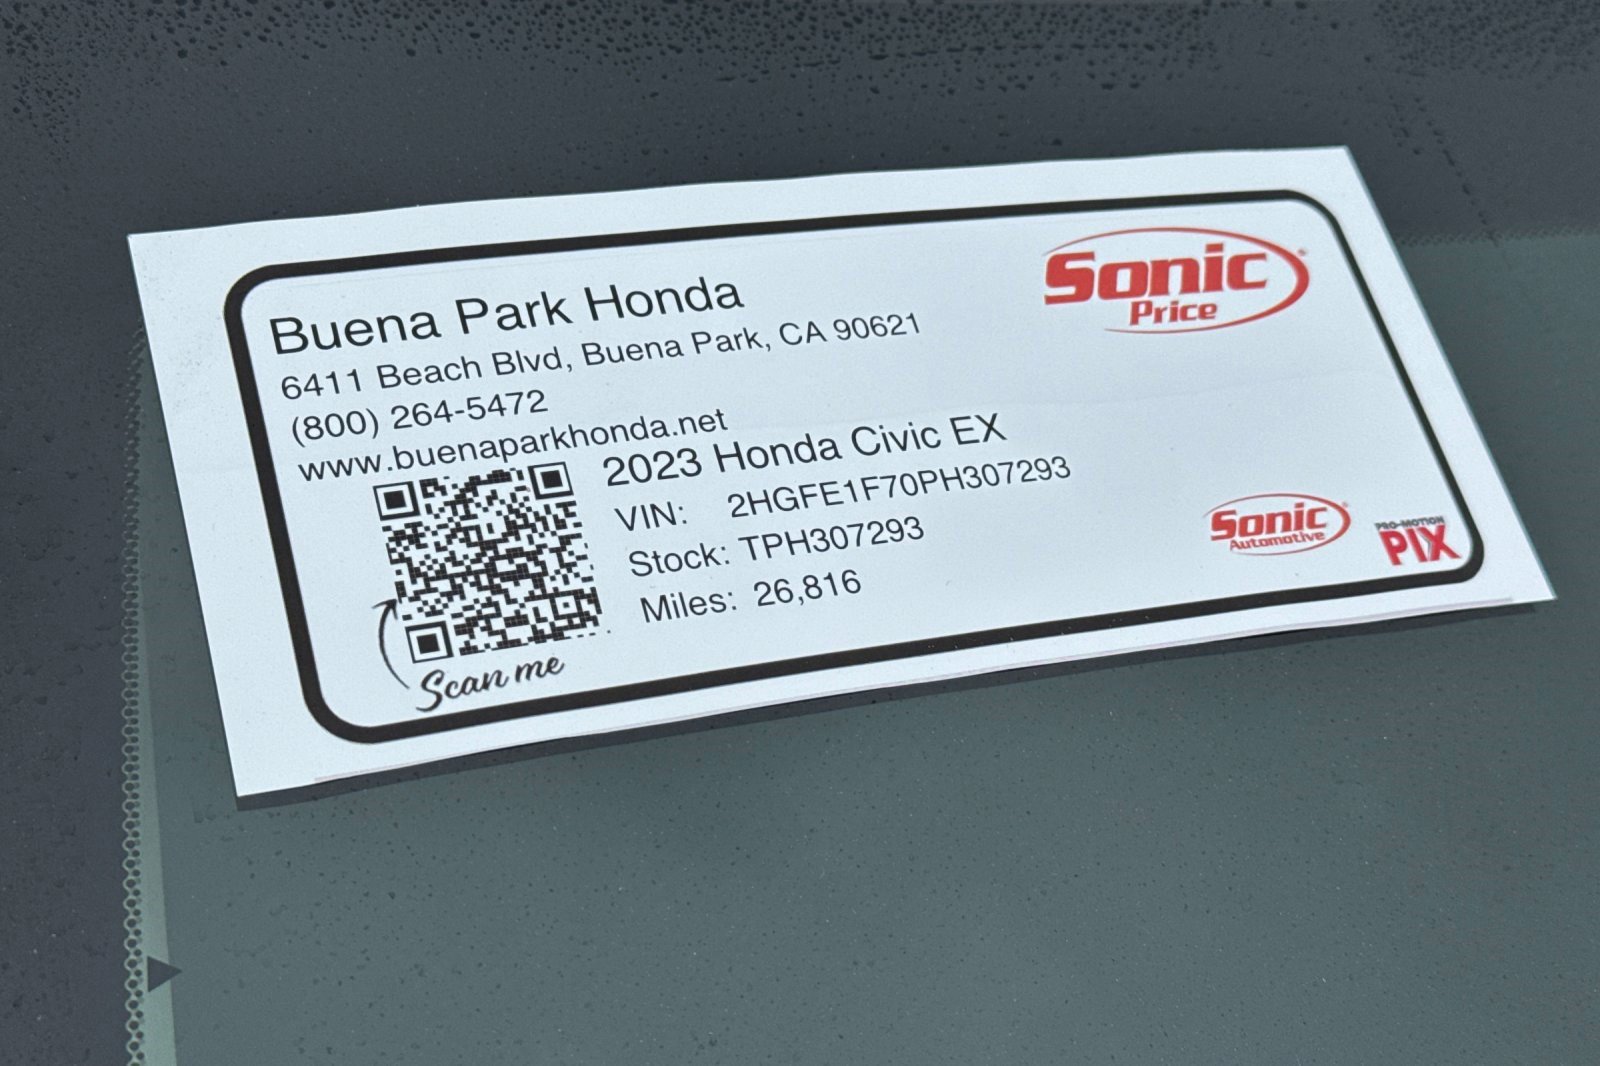 Buena Park Honda
6411 Beach Blvd, Buena Park, CA 90621
(800) 264-5472
www.buenaparkhonda.net
Sonic®
Price
2023 Honda Civic EX
VIN: 2HGFE1F70PH307293
Stock: TPH307293
Miles: 26,816
Scan me
Sonic®
Automotive
PRO-MOTION
PIX